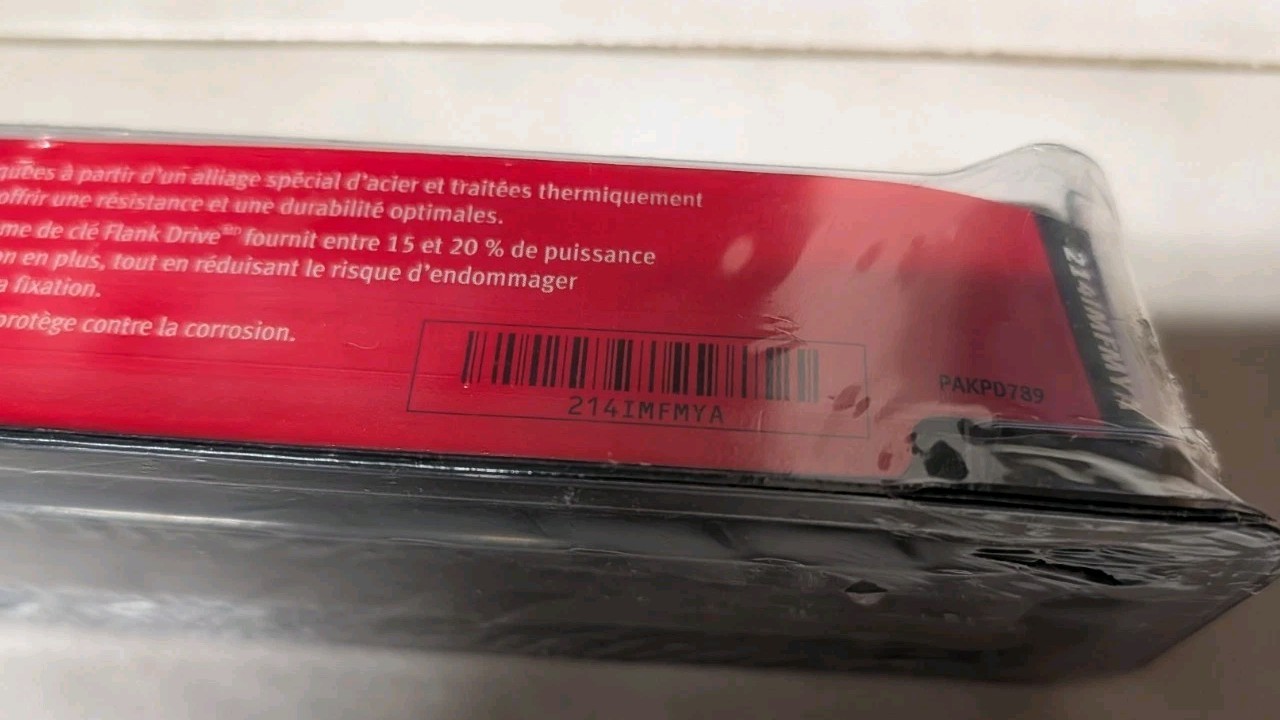 à partir d'un alliage spécial d'acier et traitées thermiquement
offrir une résistance et une durabilité optimales.
me de clé Flank Drive fournit entre 15 et 20 % de puissance
on en plus, tout en réduisant le risque d'endommager
a fixation.
protège contre la corrosion.
214IMFMYA
PAKPD789
214IMFMYA